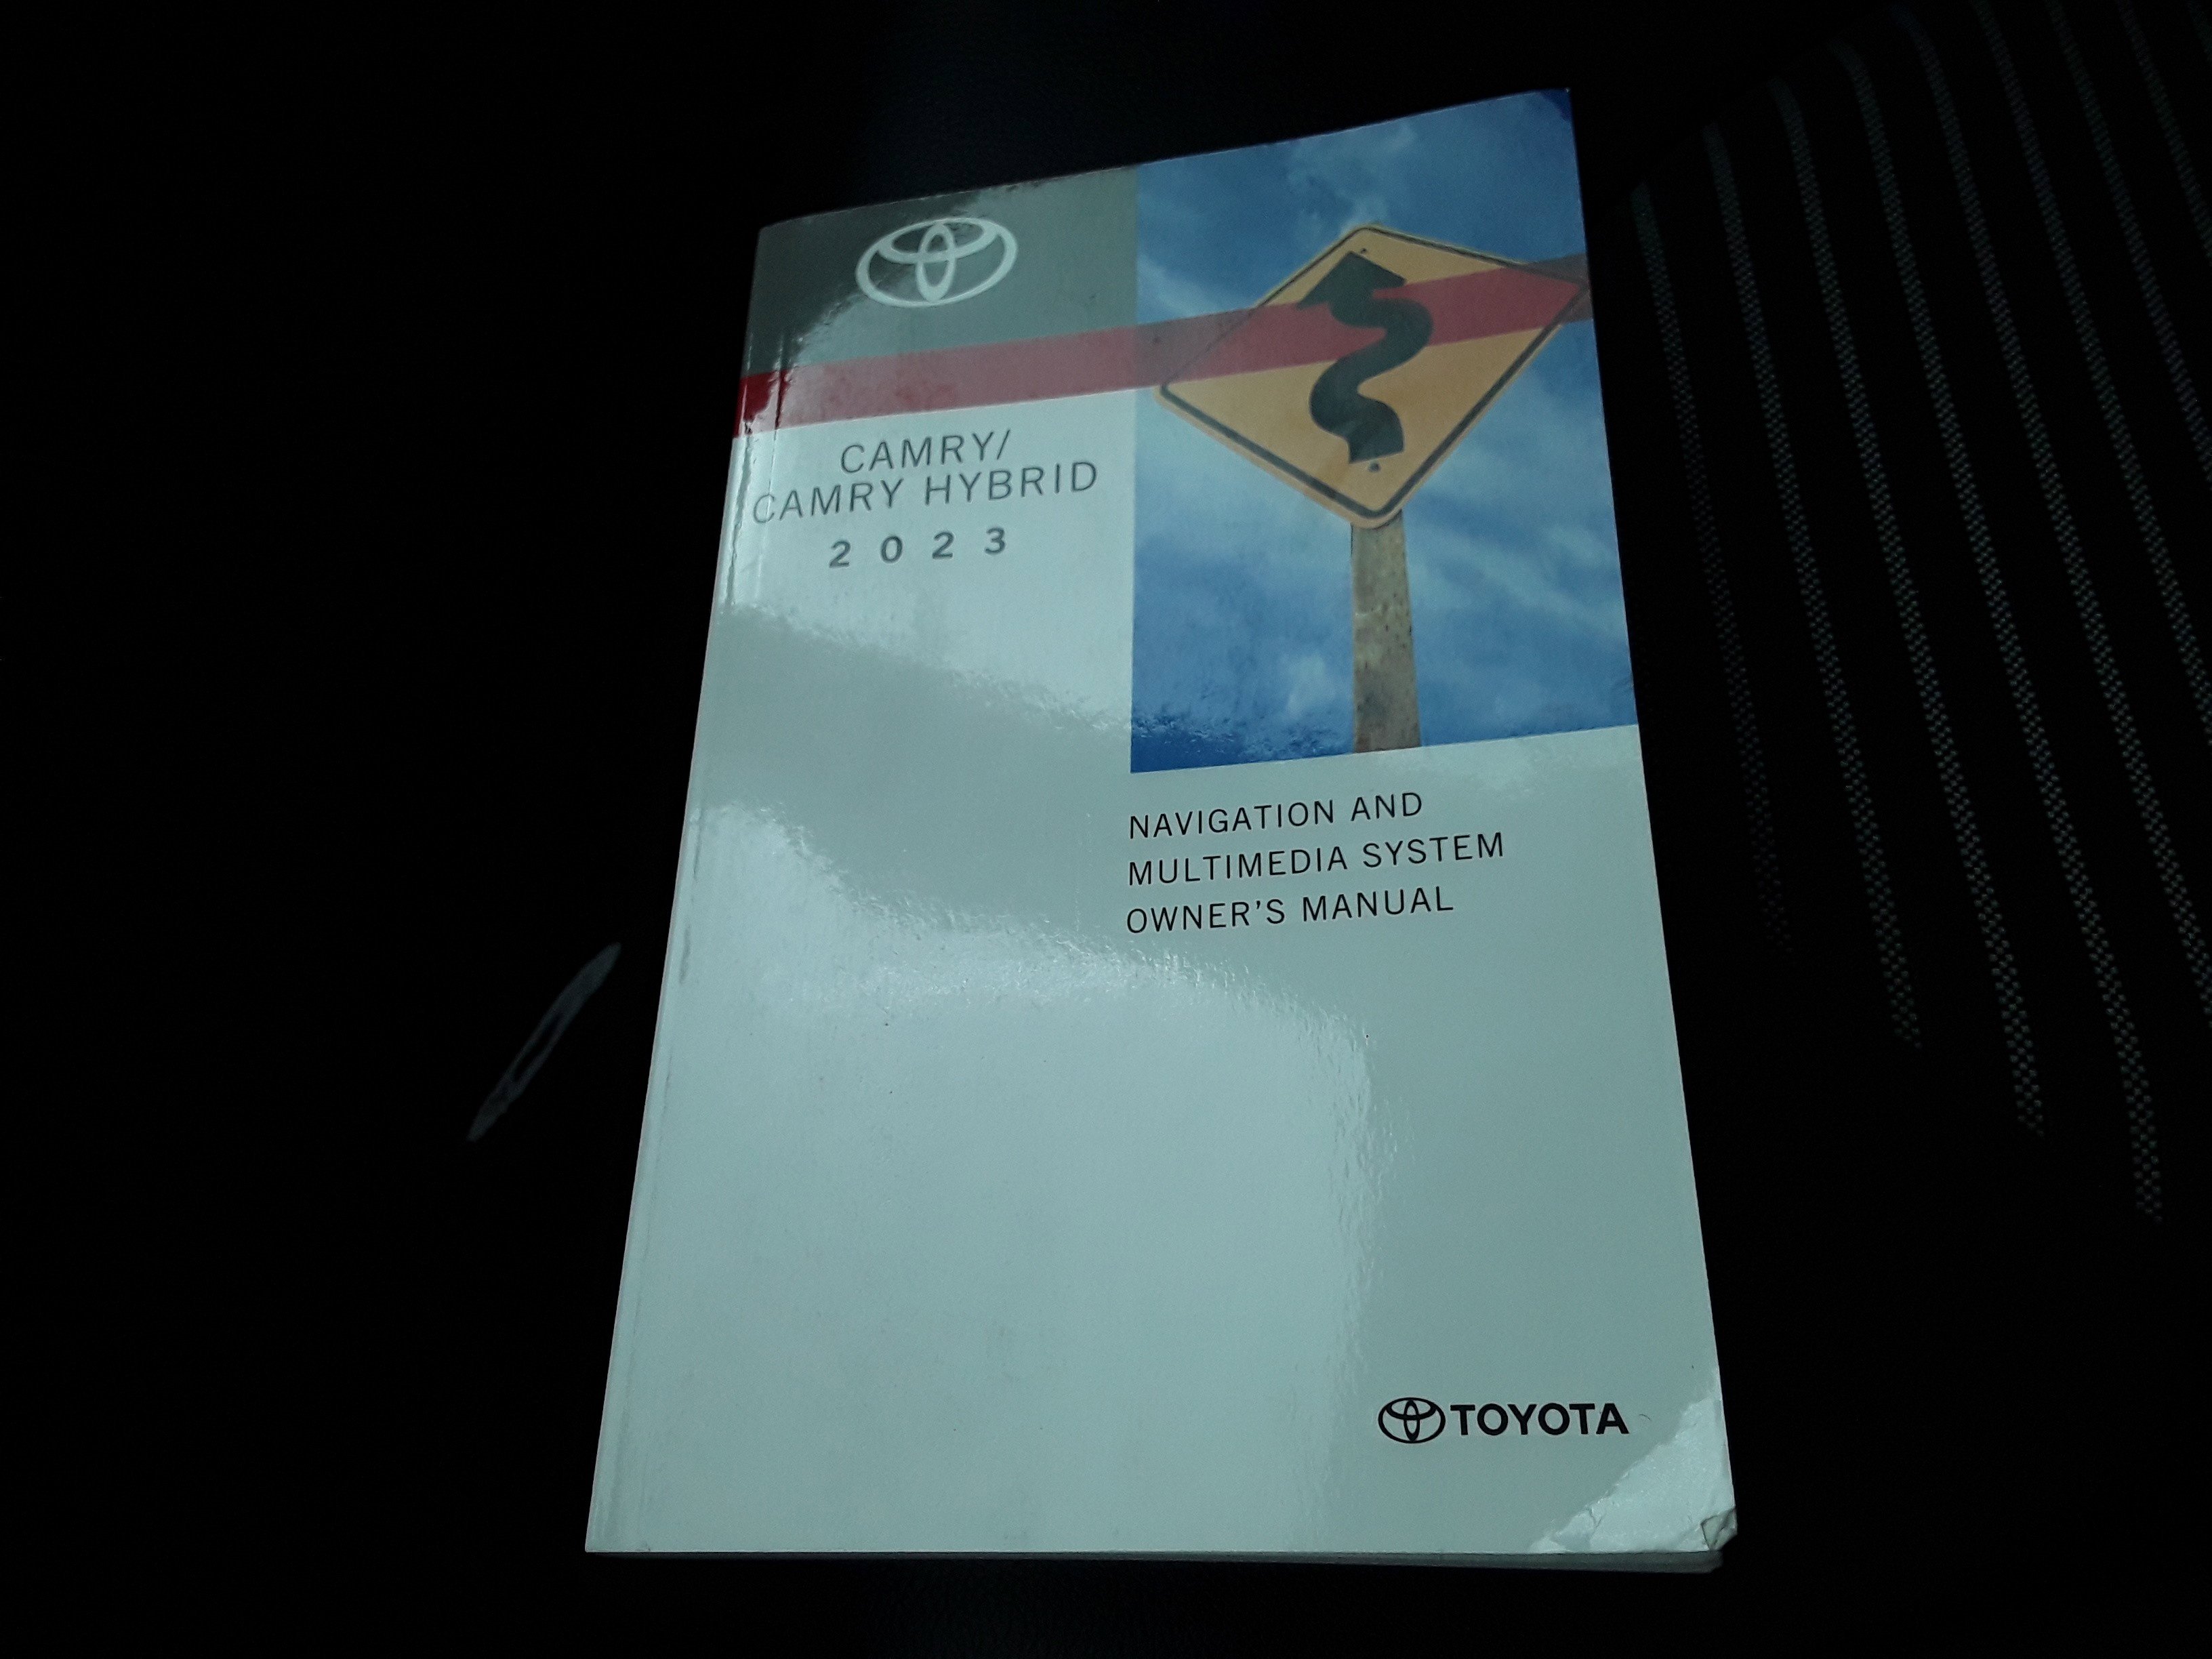 CAMRY/
CAMRY HYBRID
2023
NAVIGATION AND
MULTIMEDIA SYSTEM
OWNER'S MANUAL
TOYOTA